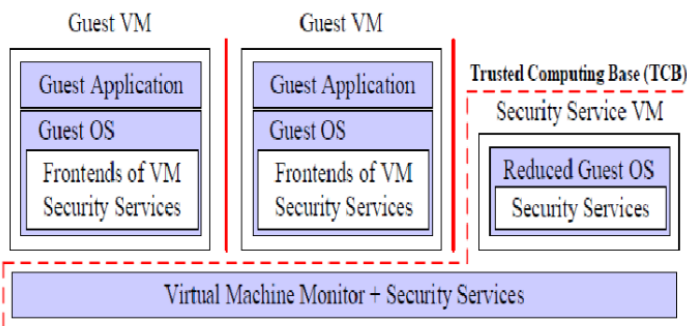 Guest VM
Guest Application
Guest OS
Frontends of VM
Security Services
Guest VM
Guest Application
Guest OS
Frontends of VM
Security Services
Trusted Computing Base (TCB)
Security Service VM
Reduced Guest OS
Security Services
Virtual Machine Monitor + Security Services